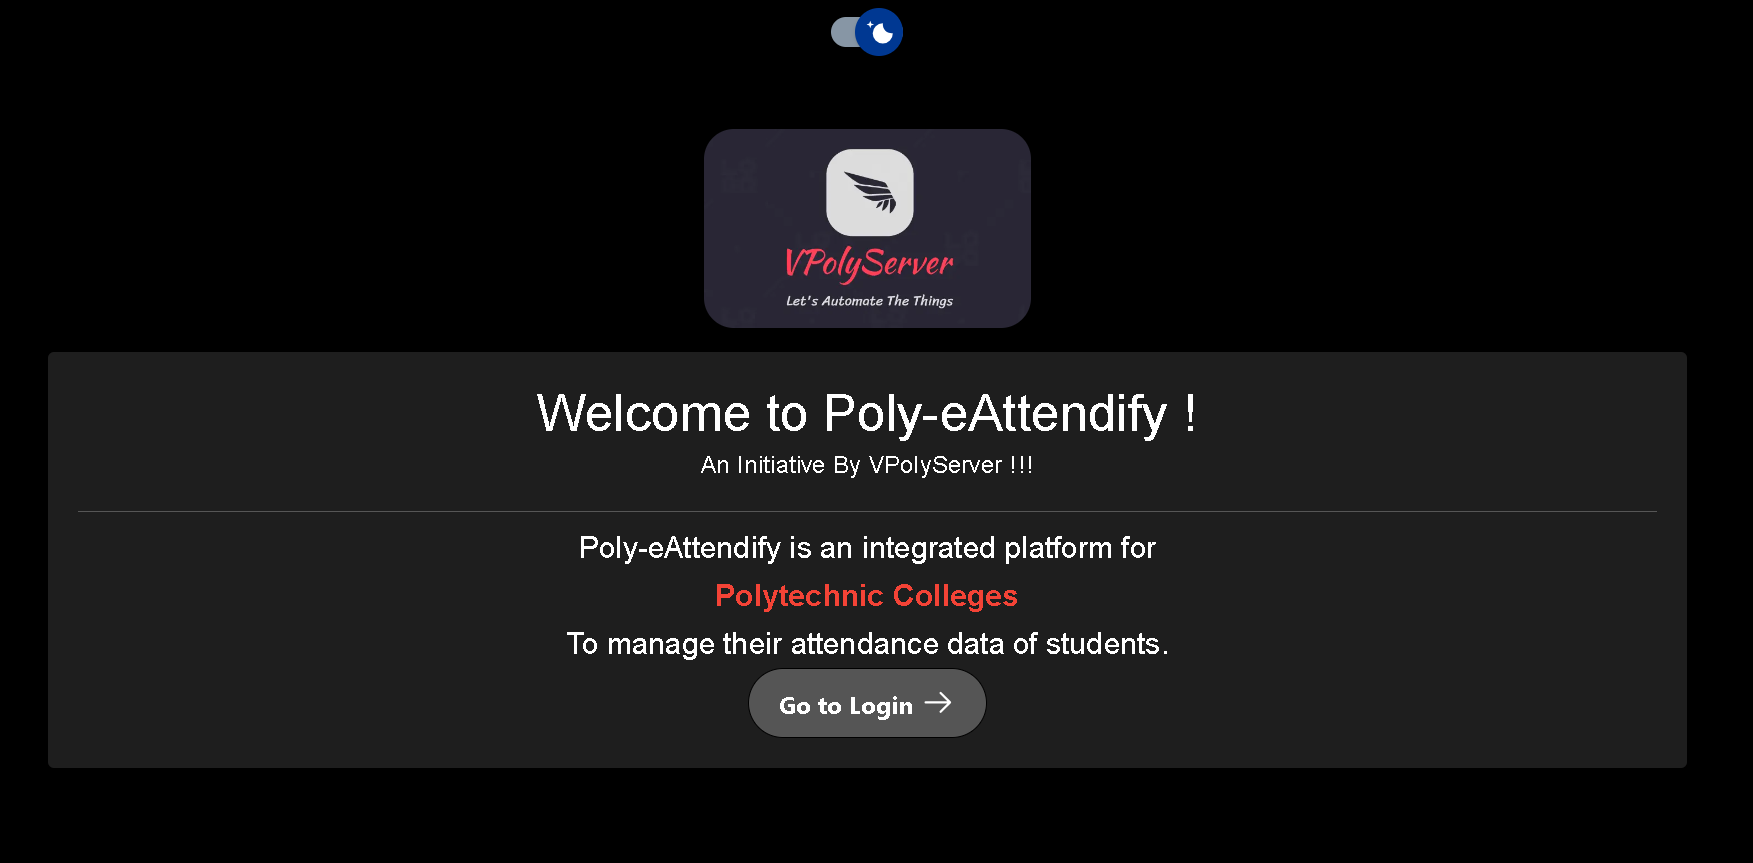 VPolyServer
Let's Automate The Things
Welcome to Poly-eAttendify !
An Initiative By VPolyServer !!!
Poly-eAttendify is an integrated platform for
Polytechnic Colleges
To manage their attendance data of students.
Go to Login